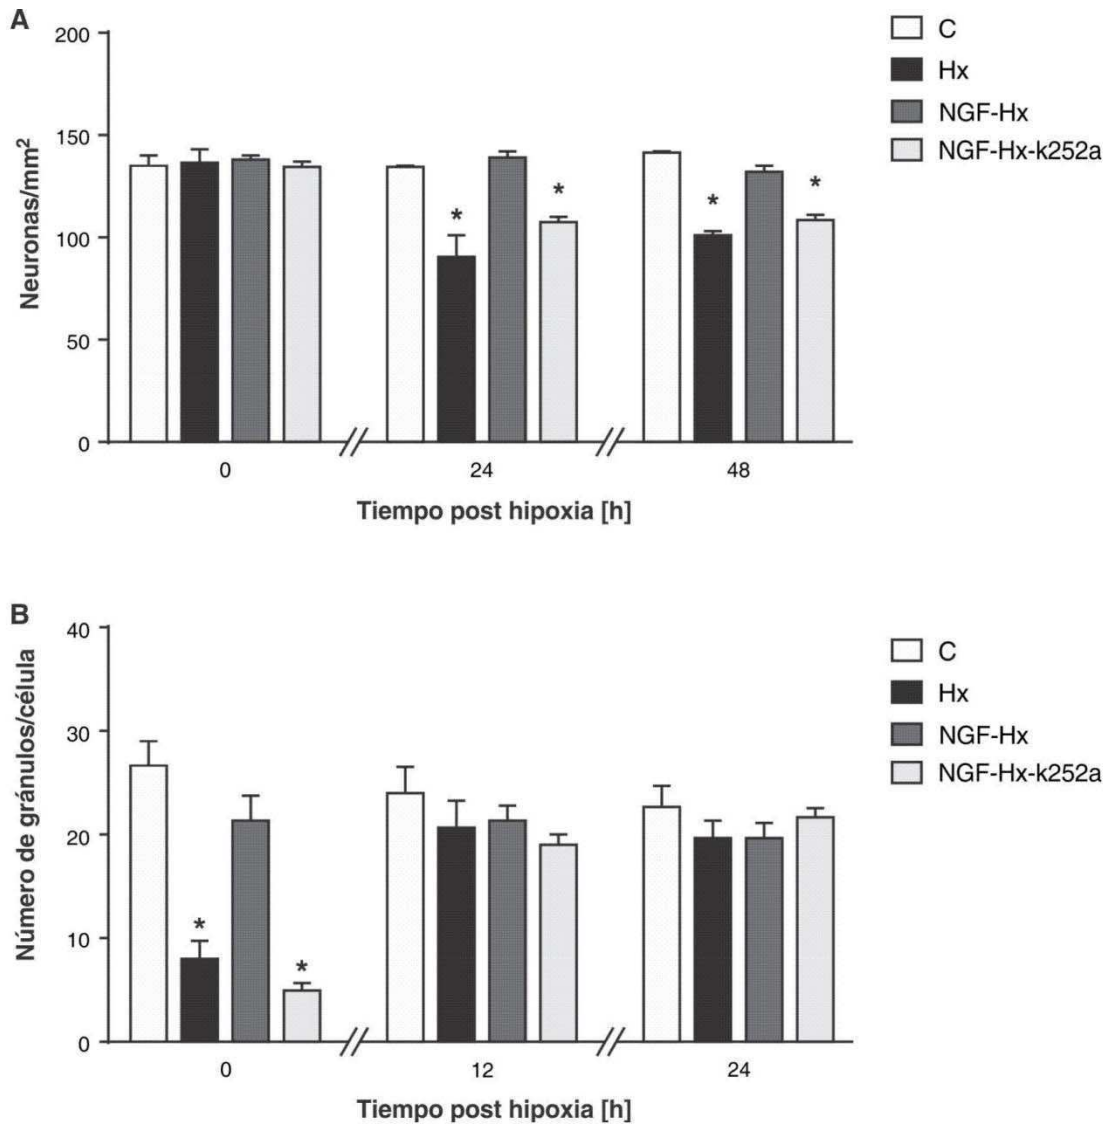 A
200
150
100
50
0
Neuronas/mm²
* * * *
0 24 48
Tiempo post hipoxia [h]
C
Hx
NGF-Hx
NGF-Hx-k252a
B
40
30
20
10
0
Número de gránulos/célula
* *
0 12 24
Tiempo post hipoxia [h]
C
Hx
NGF-Hx
NGF-Hx-k252a